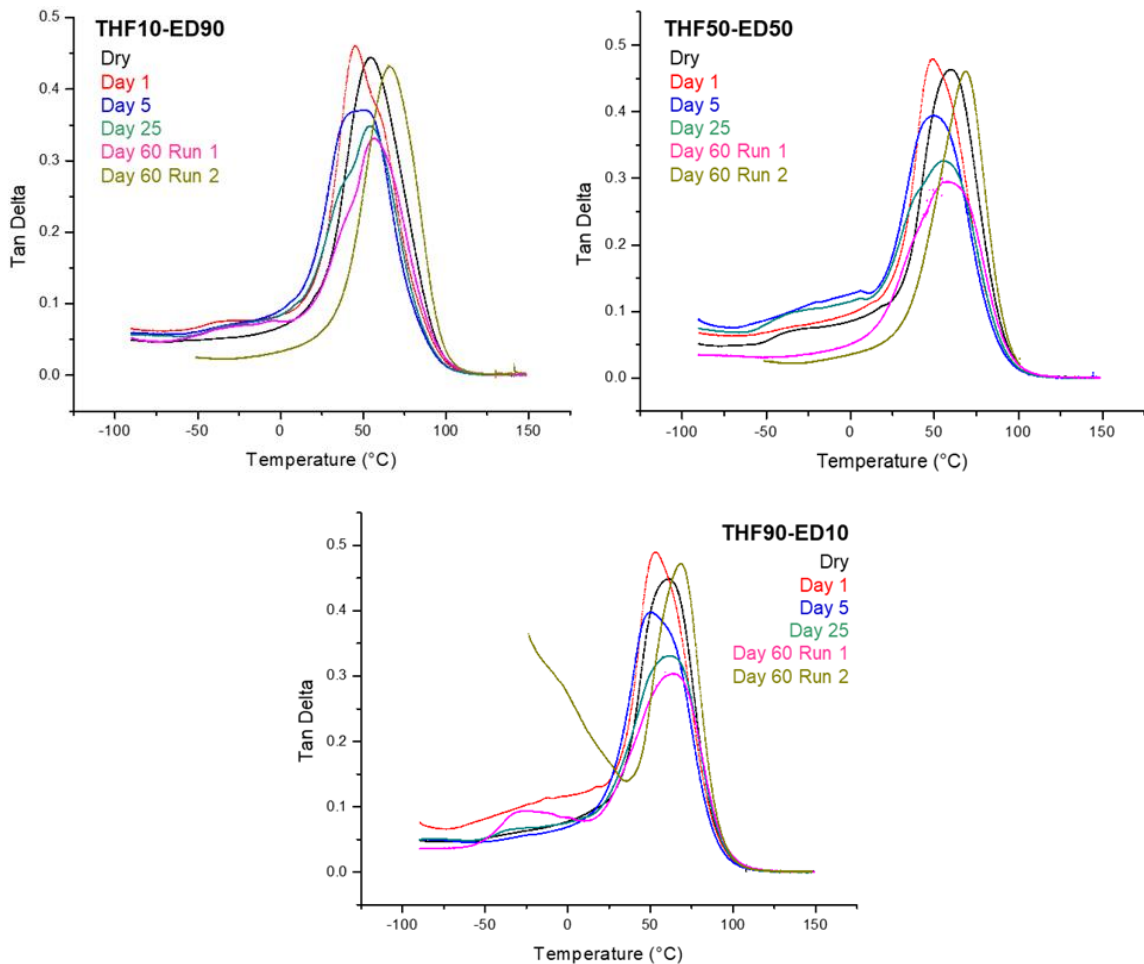 THF10-ED90
Dry
Day 1
Day 5
Day 25
Day 60 Run 1
Day 60 Run 2
0.5
0.4
0.3
0.2
0.1
0.0
Tan Delta
-100
-50
0
50
100
150
Temperature (°C)
THF50-ED50
Dry
Day 1
Day 5
Day 25
Day 60 Run 1
Day 60 Run 2
0.5
0.4
0.3
0.2
0.1
0.0
Tan Delta
-100
-50
0
50
100
150
Temperature (°C)
THF90-ED10
Dry
Day 1
Day 5
Day 25
Day 60 Run 1
Day 60 Run 2
0.5
0.4
0.3
0.2
0.1
0.0
Tan Delta
-100
-50
0
50
100
150
Temperature (°C)